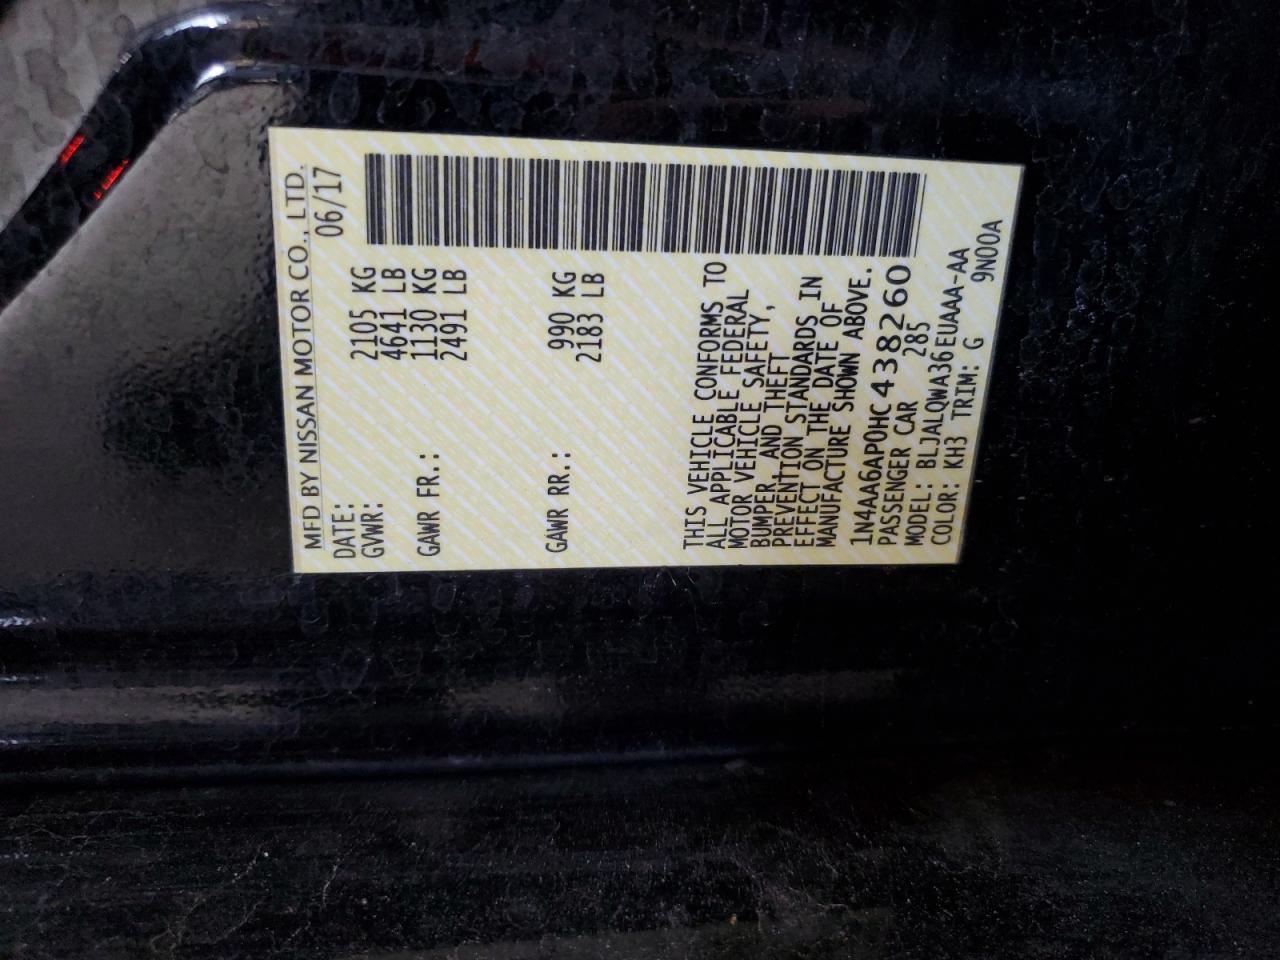 MFD BY NISSAN MOTOR CO., LTD.
DATE: 06/17
GVWR: 2105 KG
4641 LB
GAWR FR.: 1130 KG
2491 LB
GAWR RR.: 990 KG
2183 LB
THIS VEHICLE CONFORMS TO
ALL APPLICABLE FEDERAL
MOTOR VEHICLE SAFETY,
BUMPER, AND THEFT
PREVENTION STANDARDS IN
EFFECT ON THE DATE OF
MANUFACTURE SHOWN ABOVE.
1N4AA6AP0HC438260
PASSENGER CAR 285
MODEL: BLJALQWA36EUAAA-AA
COLOR: KH3 TRIM: G 9N00A